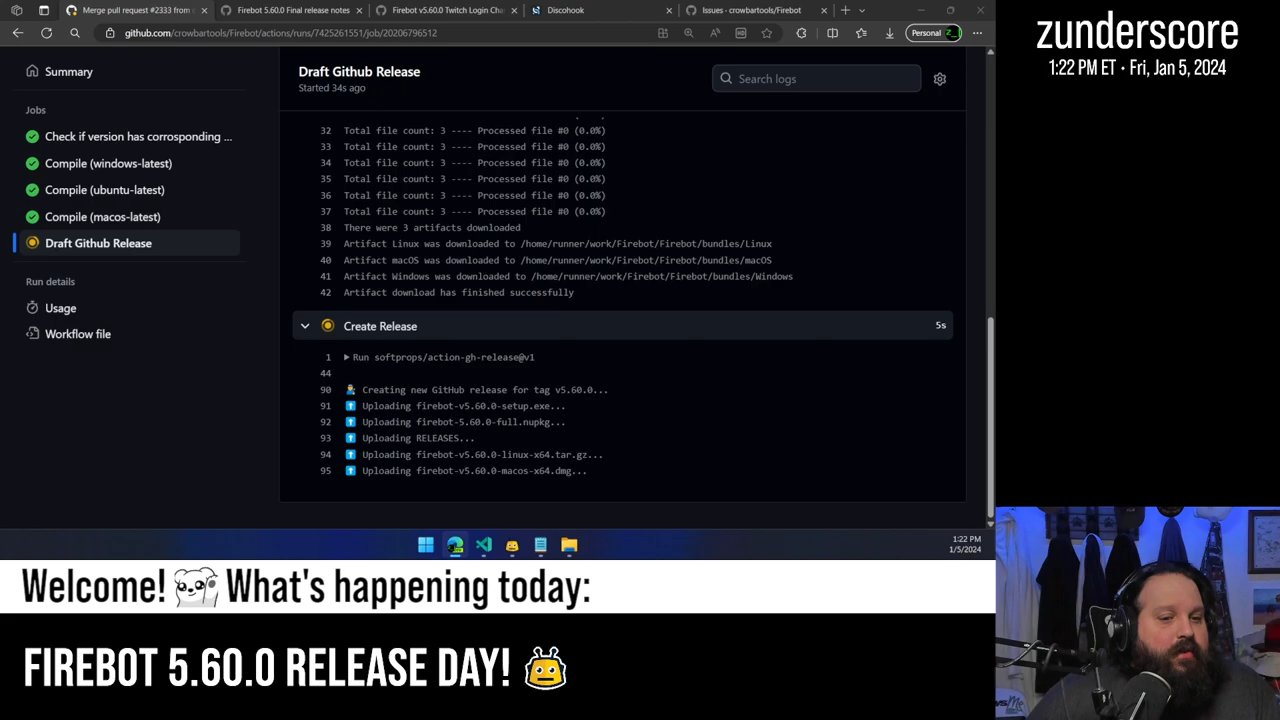 Merge pull request #2333 from c
Firebot 5.60.0 Final release notes
Firebot v5.60.0 Twitch Login Cha
Discohook
Issues · crowbartools/Firebot
github.com/crowbartools/Firebot/actions/runs/7425261551/job/20206796512
Personal
zunderscore
1:22 PM ET • Fri, Jan 5, 2024
Summary
Jobs
Check if version has corrosponding ...
Compile (windows-latest)
Compile (ubuntu-latest)
Compile (macos-latest)
Draft Github Release
Run details
Usage
Workflow file
Draft Github Release
Started 34s ago
Search logs
32 Total file count: 3 ---- Processed file #0 (0.0%)
33 Total file count: 3 ---- Processed file #0 (0.0%)
34 Total file count: 3 ---- Processed file #0 (0.0%)
35 Total file count: 3 ---- Processed file #0 (0.0%)
36 Total file count: 3 ---- Processed file #0 (0.0%)
37 Total file count: 3 ---- Processed file #0 (0.0%)
38 There were 3 artifacts downloaded
39 Artifact Linux was downloaded to /home/runner/work/Firebot/Firebot/bundles/Linux
40 Artifact macOS was downloaded to /home/runner/work/Firebot/Firebot/bundles/macOS
41 Artifact Windows was downloaded to /home/runner/work/Firebot/Firebot/bundles/Windows
42 Artifact download has finished successfully
Create Release 5s
1 Run softprops/action-gh-release@v1
44
90 Creating new GitHub release for tag v5.60.0...
91 Uploading firebot-v5.60.0-setup.exe...
92 Uploading firebot-5.60.0-full.nupkg...
93 Uploading RELEASES...
94 Uploading firebot-v5.60.0-linux-x64.tar.gz...
95 Uploading firebot-v5.60.0-macos-x64.dmg...
1:22 PM
1/5/2024
Welcome! What's happening today:
FIREBOT 5.60.0 RELEASE DAY!